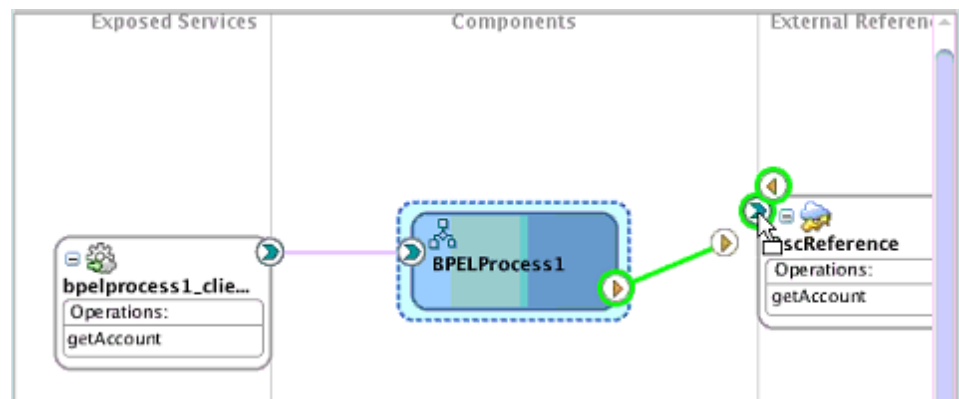 Exposed Services
Components
External Referen
bpelprocess1_clie...
Operations:
getAccount
BPELProcess1
scReference
Operations:
getAccount